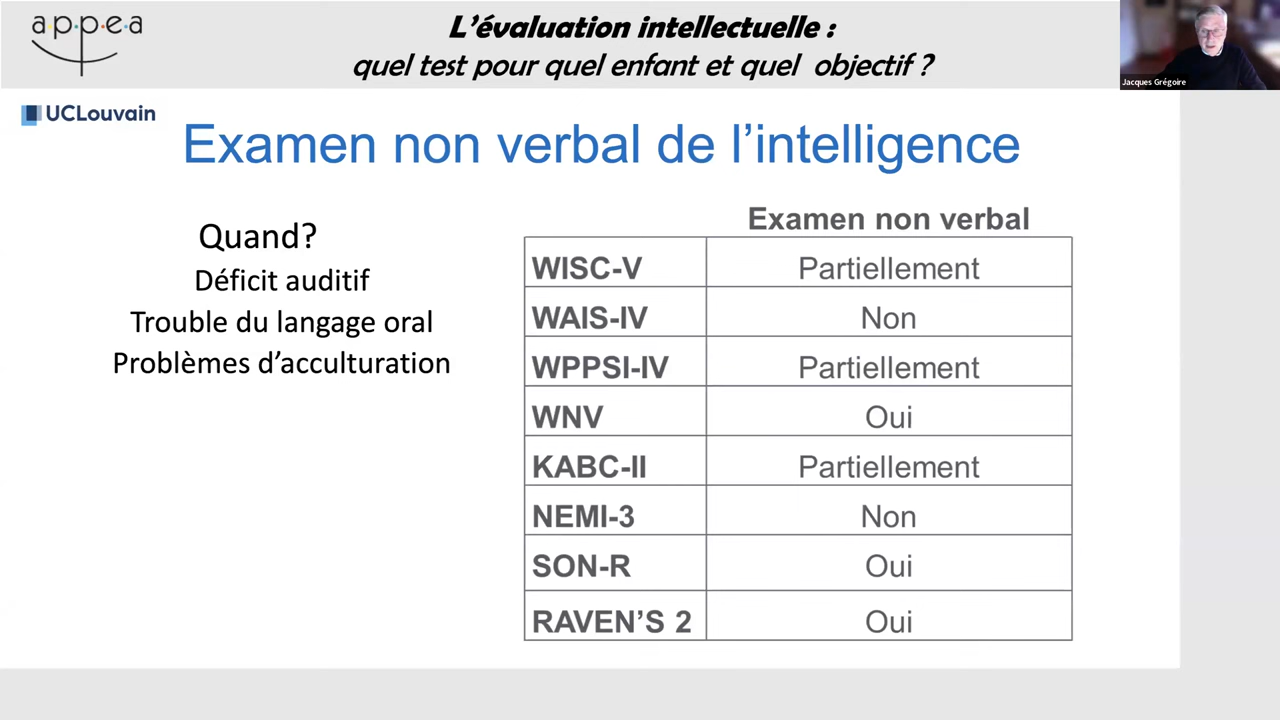 a·p·p·e·a
L'évaluation intellectuelle :
quel test pour quel enfant et quel objectif ?
Jacques Grégoire
UCLouvain
Examen non verbal de l'intelligence
Quand?
Déficit auditif
Trouble du langage oral
Problèmes d'acculturation
Examen non verbal
WISC-V Partiellement
WAIS-IV Non
WPPSI-IV Partiellement
WNV Oui
KABC-II Partiellement
NEMI-3 Non
SON-R Oui
RAVEN'S 2 Oui